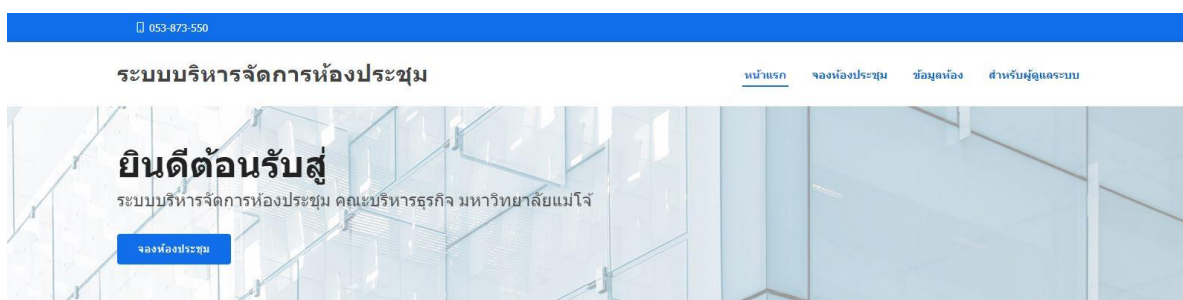 053-873-550
ระบบบริหารจัดการห้องประชุม
หน้าแรก จองห้องประชุม ข้อมูลห้อง สำหรับผู้ดูแลระบบ
ยินดีต้อนรับสู่
ระบบบริหารจัดการห้องประชุม คณะบริหารธุรกิจ มหาวิทยาลัยแม่โจ้
จองห้องประชุม